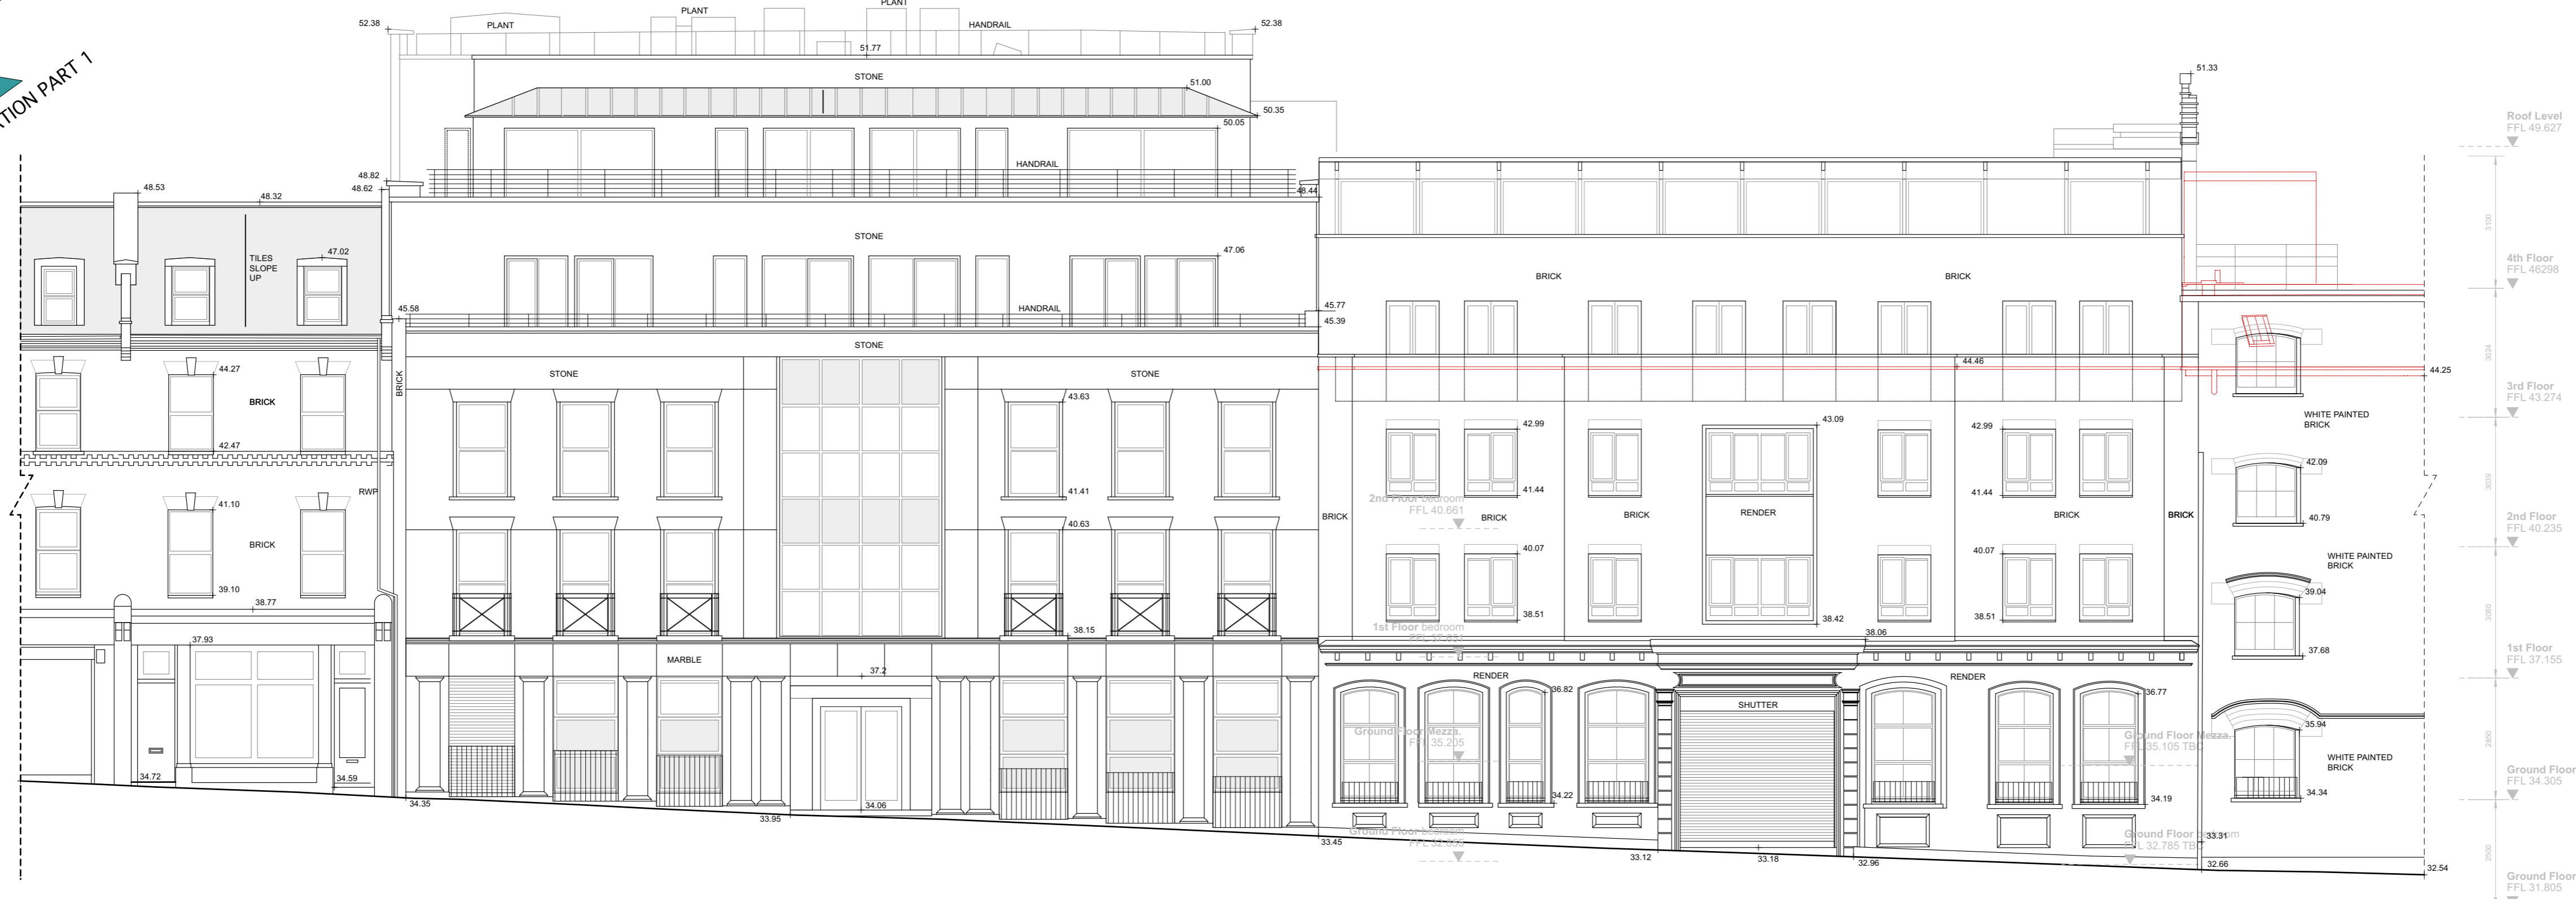 PLANT
PLANT
PLANT
HANDRAIL
52.38
52.38
51.77
STONE
51.00
50.35
50.05
51.33
TION PART 1
Roof Level
FFL 49.627
HANDRAIL
48.82
48.62
48.53
48.32
48.44
STONE
47.06
47.02
TILES
SLOPE
UP
BRICK
BRICK
3100
4th Floor
FFL 46298
45.58
HANDRAIL
45.77
45.39
STONE
44.46
44.25
3024
STONE
STONE
BRICK
44.27
BRICK
43.63
3rd Floor
FFL 43.274
42.99
43.09
42.99
WHITE PAINTED
BRICK
42.47
42.09
RWP
41.10
41.41
41.44
41.44
3039
2nd Floor bedroom
FFL 40.661
BRICK
BRICK
BRICK
RENDER
BRICK
BRICK
40.79
2nd Floor
FFL 40.235
40.63
BRICK
40.07
40.07
WHITE PAINTED
BRICK
39.10
39.04
38.77
38.51
38.42
38.51
3080
1st Floor bedroom
38.15
38.06
37.93
MARBLE
37.2
37.68
1st Floor
FFL 37.155
RENDER
RENDER
36.82
36.77
SHUTTER
35.94
Ground Floor Mezza.
FFL 35.205
Ground Floor Mezza.
FFL 35.105 TBC
WHITE PAINTED
BRICK
2850
Ground Floor
FFL 34.305
34.72
34.59
34.35
34.06
34.22
34.19
34.34
33.95
33.45
Ground Floor bedroom
33.12
33.18
32.96
Ground Floor bedroom
FFL 32.785 TBC
33.31
32.66
32.54
2500
Ground Floor
FFL 31.805